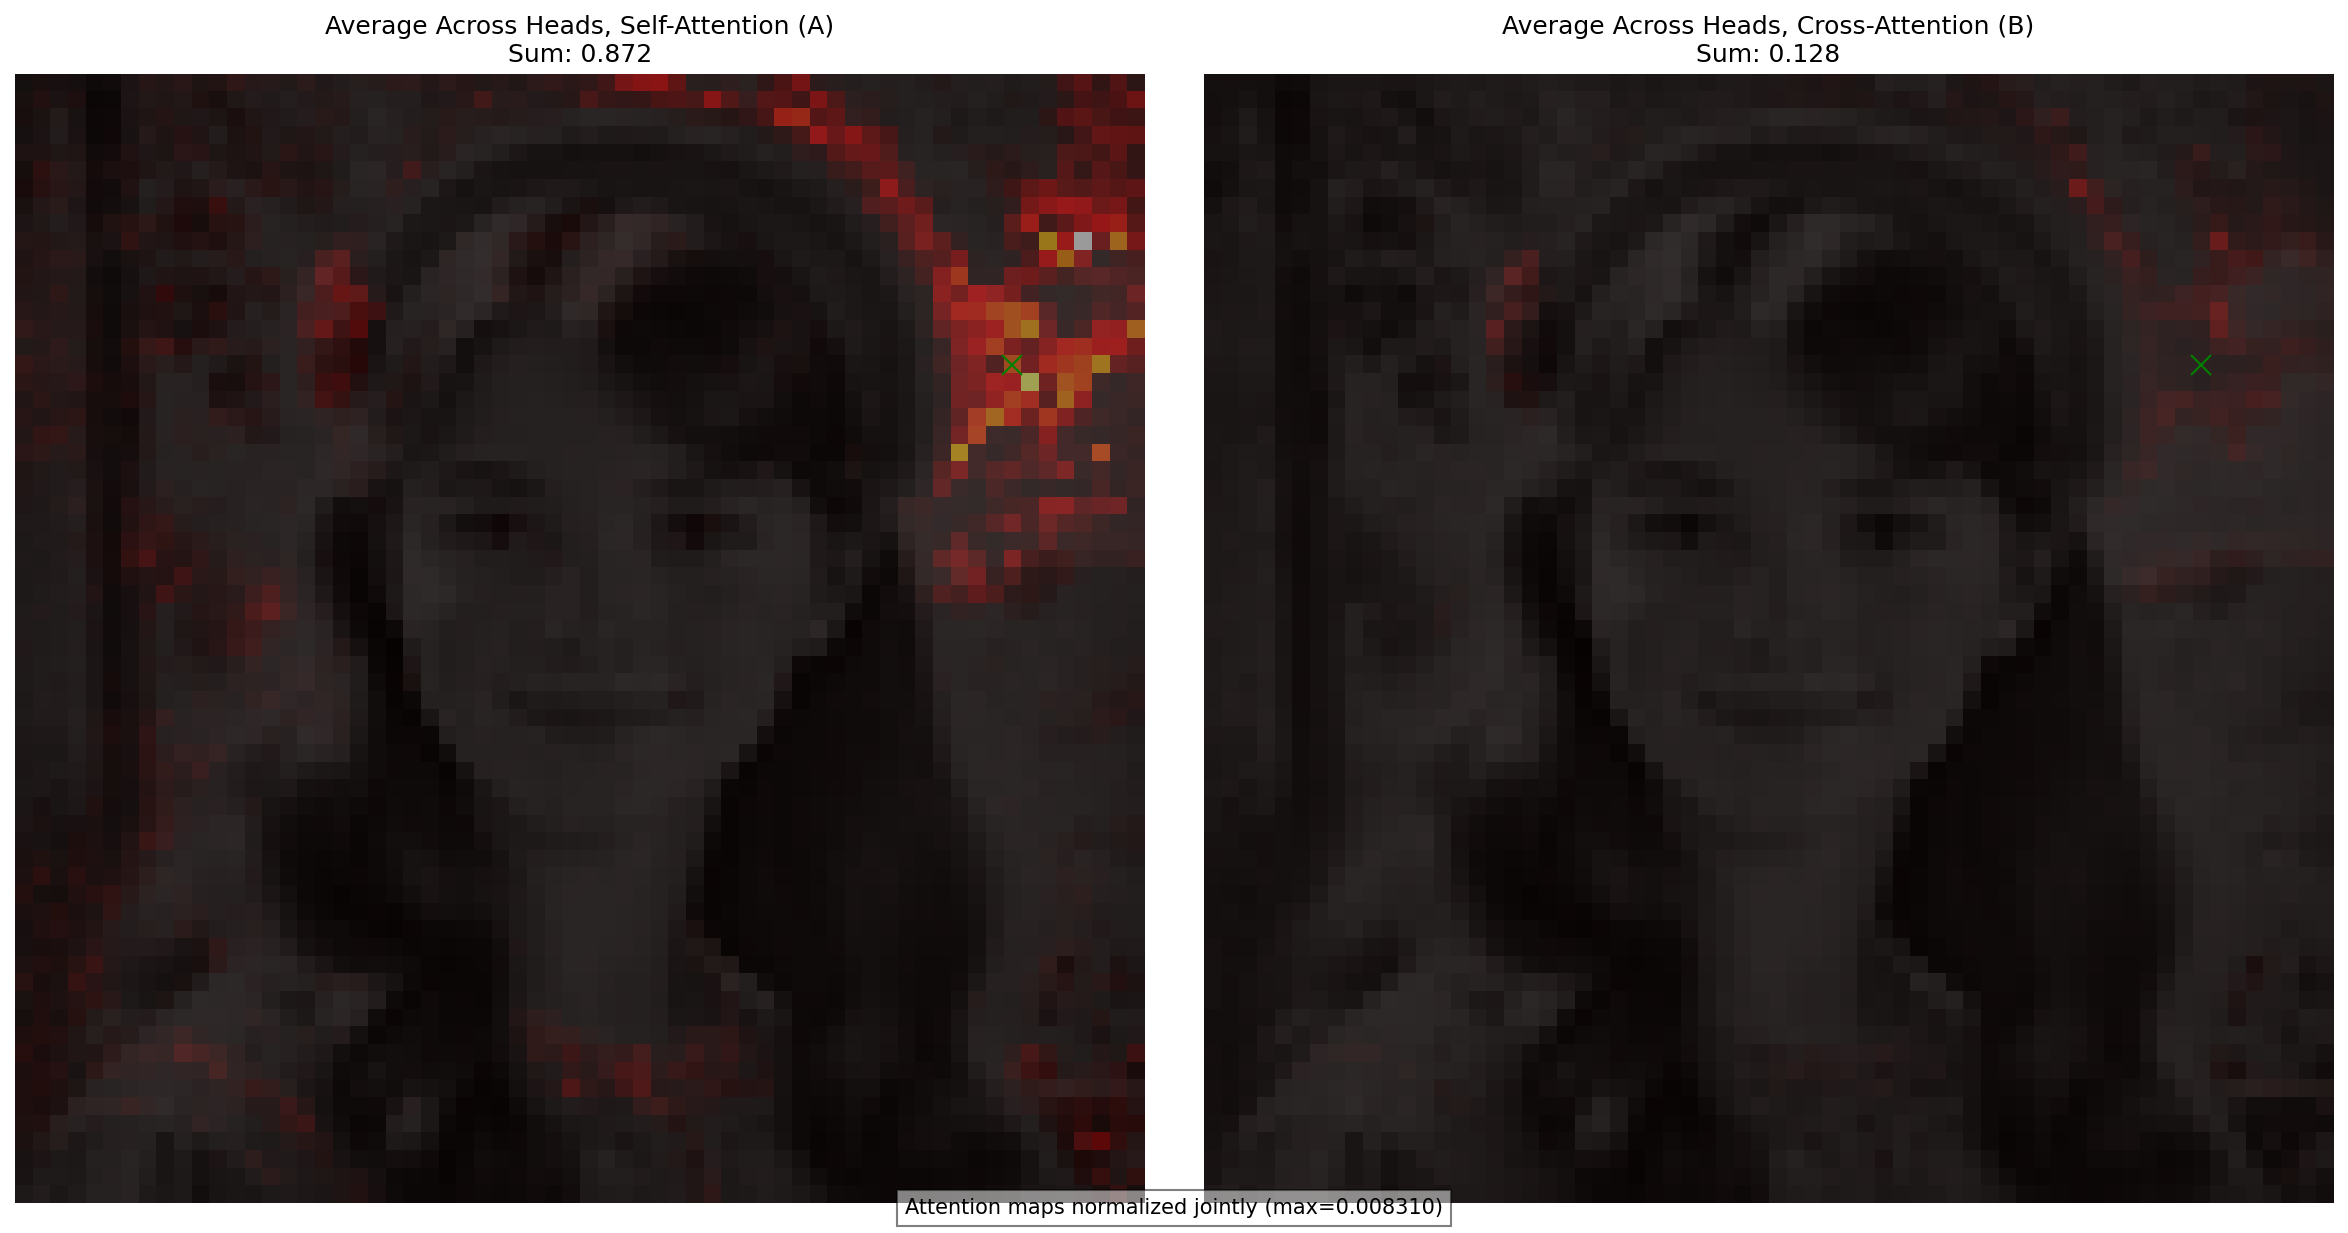 Average Across Heads, Self-Attention (A)
Sum: 0.872
Average Across Heads, Cross-Attention (B)
Sum: 0.128
Attention maps normalized jointly (max=0.008310)